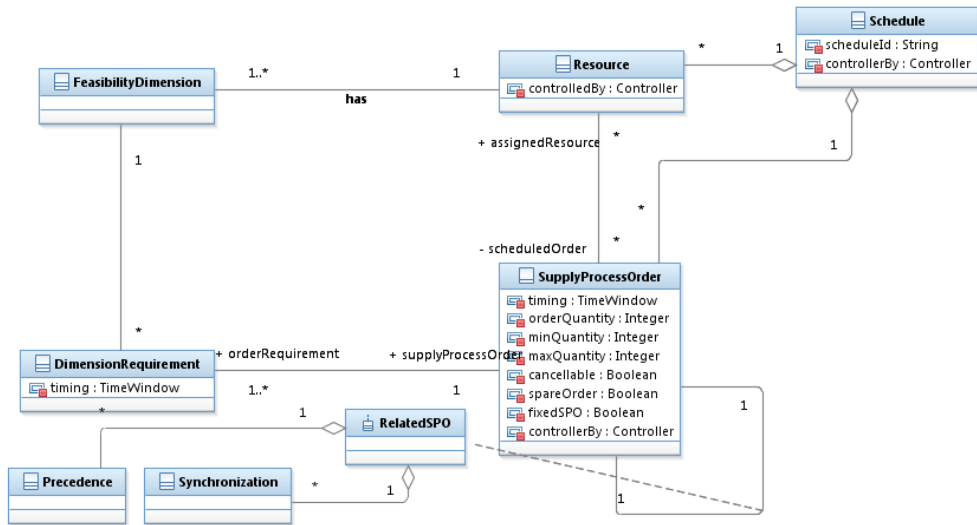 Schedule
scheduleId : String
controllerBy : Controller
* 1
FeasibilityDimension
1..* 1
has
Resource
controlledBy : Controller
+ assignedResource *
1
1
*
- scheduledOrder *
SupplyProcessOrder
timing : TimeWindow
orderQuantity : Integer
minQuantity : Integer
maxQuantity : Integer
cancellable : Boolean
spareOrder : Boolean
fixedSPO : Boolean
controllerBy : Controller
*
DimensionRequirement
timing : TimeWindow
+ orderRequirement + supplyProcessOrder
1..* 1
1
1
*
1
RelatedSPO
Precedence
Synchronization
* 1